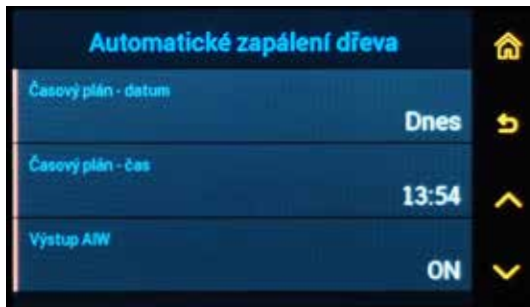 Automatické zapálení dřeva
Časový plán - datum
Dnes
Časový plán - čas
13:54
Výstup AIW
ON